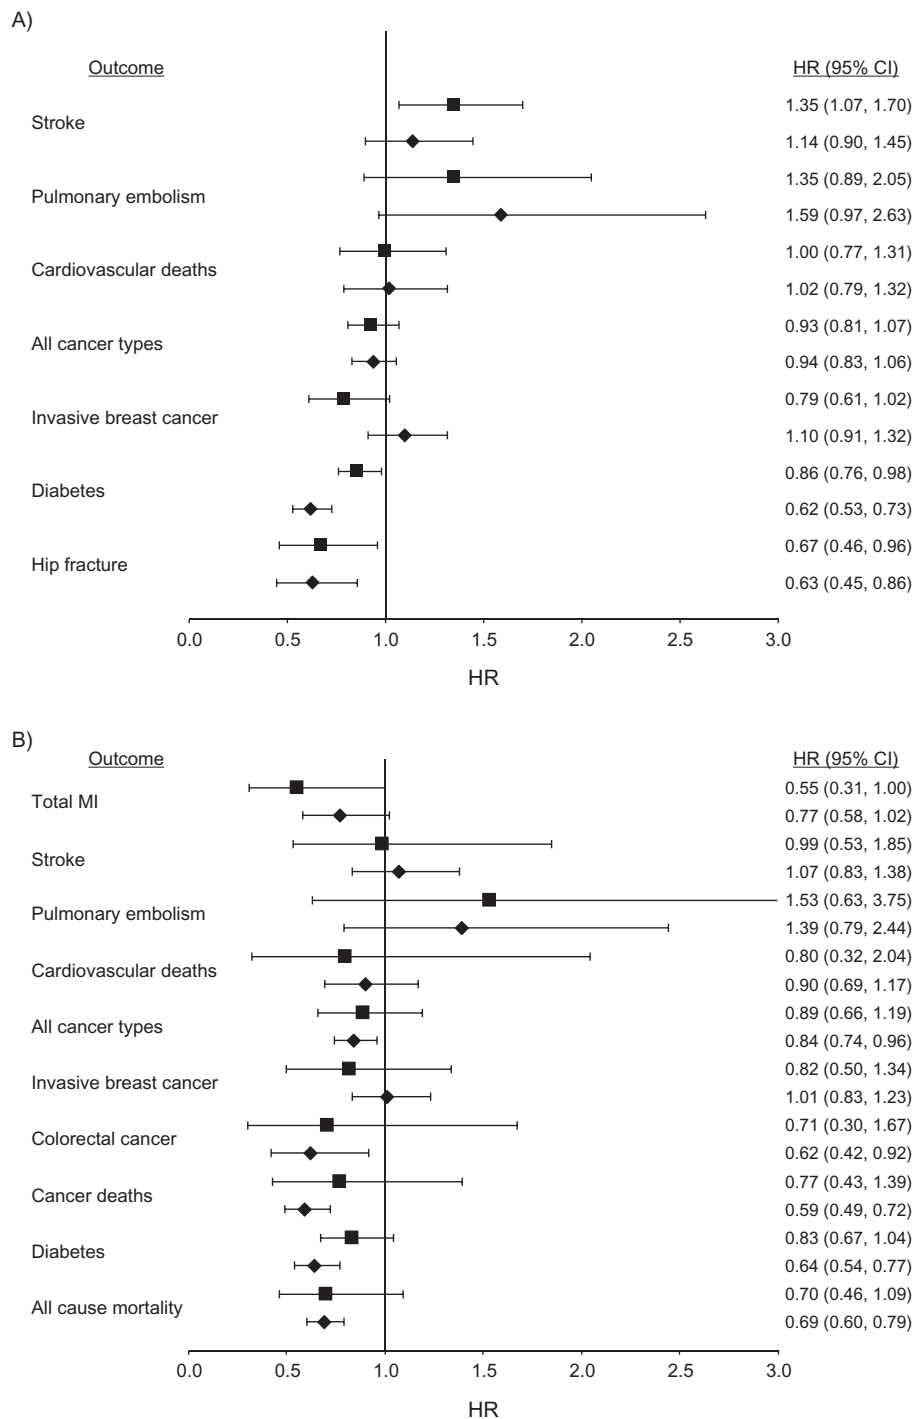 A)
Outcome HR (95% CI)
1.35 (1.07, 1.70)
Stroke
1.14 (0.90, 1.45)
1.35 (0.89, 2.05)
Pulmonary embolism
1.59 (0.97, 2.63)
1.00 (0.77, 1.31)
Cardiovascular deaths
1.02 (0.79, 1.32)
0.93 (0.81, 1.07)
All cancer types
0.94 (0.83, 1.06)
0.79 (0.61, 1.02)
Invasive breast cancer
1.10 (0.91, 1.32)
0.86 (0.76, 0.98)
Diabetes
0.62 (0.53, 0.73)
0.67 (0.46, 0.96)
Hip fracture
0.63 (0.45, 0.86)
0.0 0.5 1.0 1.5 2.0 2.5 3.0
HR
B)
Outcome HR (95% CI)
0.55 (0.31, 1.00)
Total MI
0.77 (0.58, 1.02)
0.99 (0.53, 1.85)
Stroke
1.07 (0.83, 1.38)
1.53 (0.63, 3.75)
Pulmonary embolism
1.39 (0.79, 2.44)
0.80 (0.32, 2.04)
Cardiovascular deaths
0.90 (0.69, 1.17)
0.89 (0.66, 1.19)
All cancer types
0.84 (0.74, 0.96)
0.82 (0.50, 1.34)
Invasive breast cancer
1.01 (0.83, 1.23)
0.71 (0.30, 1.67)
Colorectal cancer
0.62 (0.42, 0.92)
0.77 (0.43, 1.39)
Cancer deaths
0.59 (0.49, 0.72)
0.83 (0.67, 1.04)
Diabetes
0.64 (0.54, 0.77)
0.70 (0.46, 1.09)
All cause mortality
0.69 (0.60, 0.79)
0.0 0.5 1.0 1.5 2.0 2.5 3.0
HR